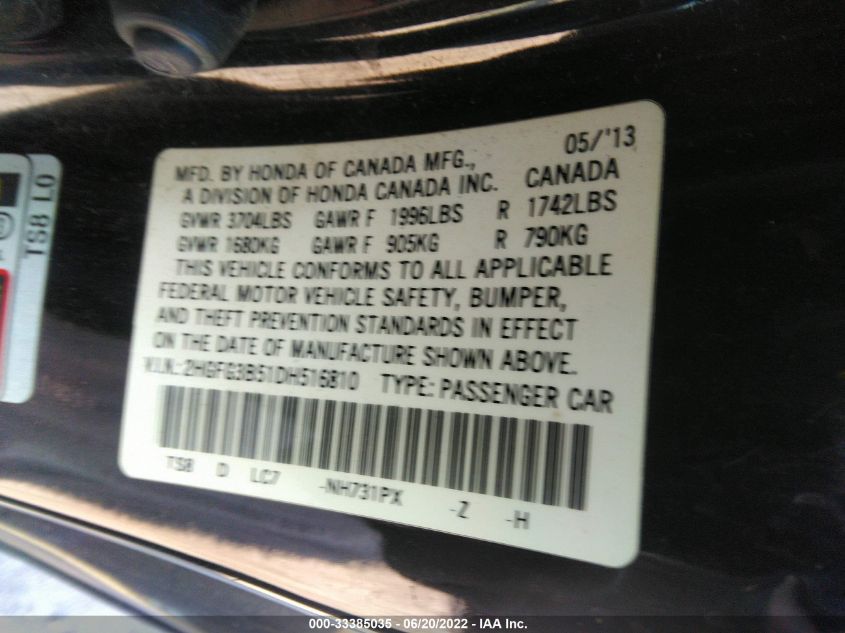 TS8 L0
®
L
05/'13
MFD. BY HONDA OF CANADA MFG.,
A DIVISION OF HONDA CANADA INC. CANADA
GVWR 3704LBS GAWR F 1996LBS R 1742LBS
GVWR 1680KG GAWR F 905KG R 790KG
THIS VEHICLE CONFORMS TO ALL APPLICABLE
FEDERAL MOTOR VEHICLE SAFETY, BUMPER,
AND THEFT PREVENTION STANDARDS IN EFFECT
ON THE DATE OF MANUFACTURE SHOWN ABOVE.
V.I.N.:2HGFG3B51DH516810 TYPE: PASSENGER CAR
TS8 D LC7 -NH731PX -Z -H
000-33385035 - 06/20/2022 - IAA Inc.